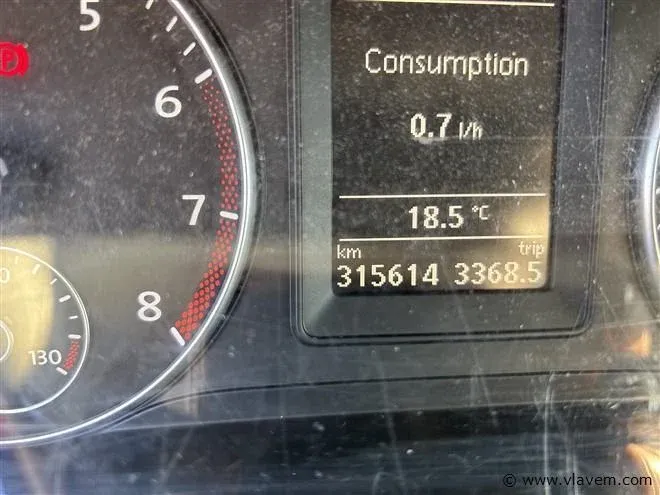 5
6
7
8
130
Consumption
0.7 l/h
18.5 °C
km trip
315614 3368.5
© www.vlavem.com